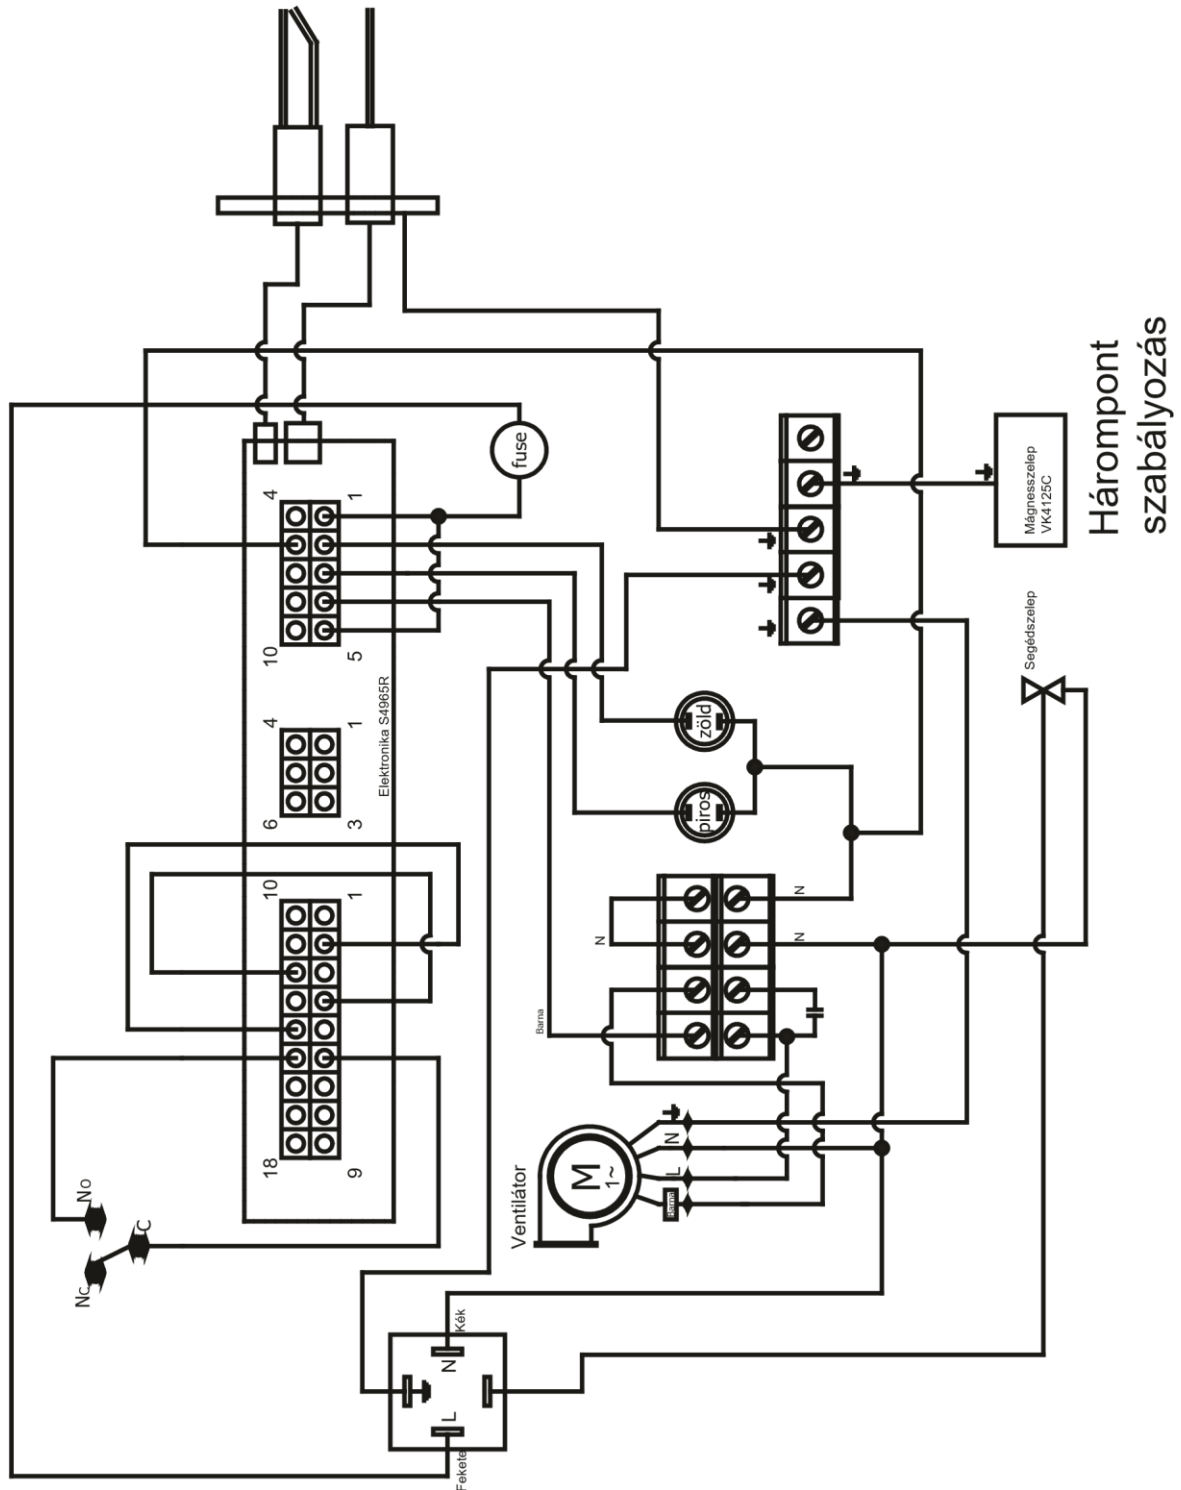 fuse
4
1
10
5
Elektronika S4965R
4
1
6
3
10
1
18
9
No
C
Nc
zöld
piros
N
N
N
Barna
Ventilátor
M
1~
N
L
Barna
Kék
N
L
Fekete
Mágnesszelep
VK4125C
Segédszelep
Hárompont
szabályozás